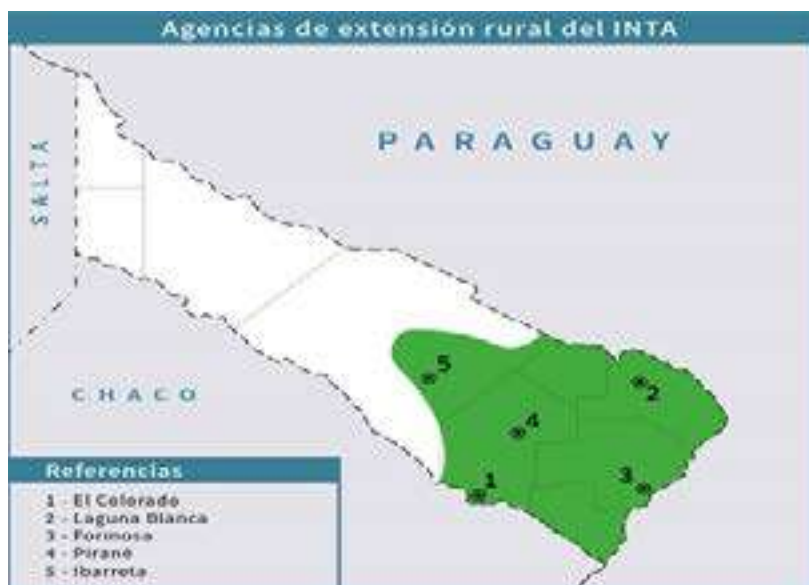 Agencias de extensión rural del INTA
PARAGUAY
SALTA
CHACO
5
2
4
3
1
Referencias
1 - El Colorado
2 - Laguna Blanca
3 - Formosa
4 - Pirané
5 - Ibarreta